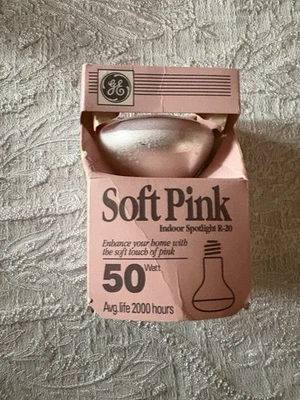 GE
Soft Pink
Indoor Spotlight R-20
Enhance your home with
the soft touch of pink
50 Watt
Avg. life 2000 hours